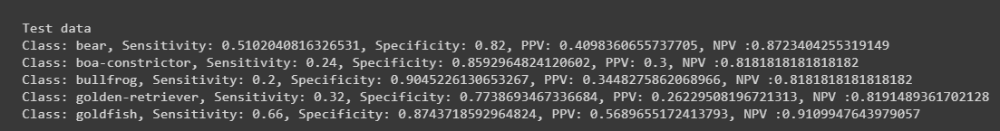 Test data
Class: bear, Sensitivity: 0.5102040816326531, Specificity: 0.82, PPV: 0.4098360655737705, NPV :0.8723404255319149
Class: boa-constrictor, Sensitivity: 0.24, Specificity: 0.8592964824120602, PPV: 0.3, NPV :0.8181818181818182
Class: bullfrog, Sensitivity: 0.2, Specificity: 0.9045226130653267, PPV: 0.3448275862068966, NPV :0.8181818181818182
Class: golden-retriever, Sensitivity: 0.32, Specificity: 0.7738693467336684, PPV: 0.26229508196721313, NPV :0.8191489361702128
Class: goldfish, Sensitivity: 0.66, Specificity: 0.8743718592964824, PPV: 0.5689655172413793, NPV :0.9109947643979057